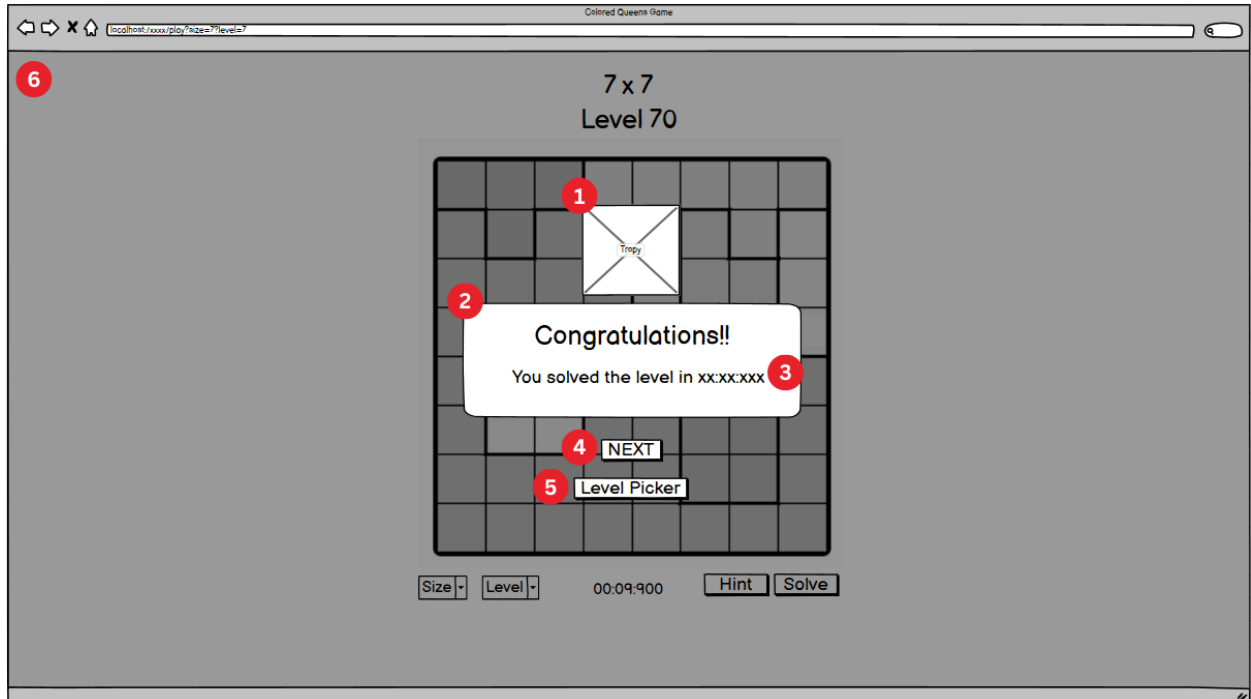 Colored Queens Game
localhost:/xxxx/play?size=7?level=7
6
7 x 7
Level 70
1
Tropy
2
Congratulations!!
You solved the level in xx:xx:xxx
3
4
NEXT
5
Level Picker
Size
Level
00:09:900
Hint
Solve